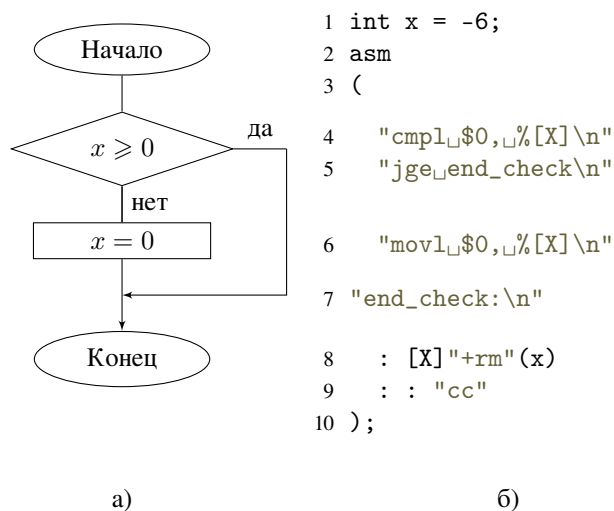 Начало
да
x ⩾ 0
нет
x = 0
Конец
а)
1 int x = -6;
2 asm
3 (
4 "cmpl␣$0,␣%[X]\n"
5 "jge␣end_check\n"
6 "movl␣$0,␣%[X]\n"
7 "end_check:\n"
8 : [X]"+rm"(x)
9 : : "cc"
10 );
б)